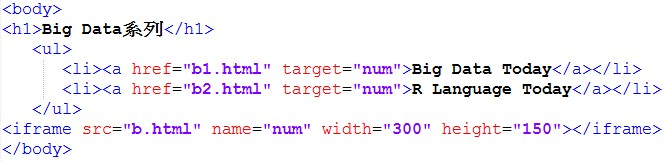 <body>
<h1>Big Data系列</h1>
<ul>
<li><a href="b1.html" target="num">Big Data Today</a></li>
<li><a href="b2.html" target="num">R Language Today</a></li>
</ul>
<iframe src="b.html" name="num" width="300" height="150"></iframe>
</body>